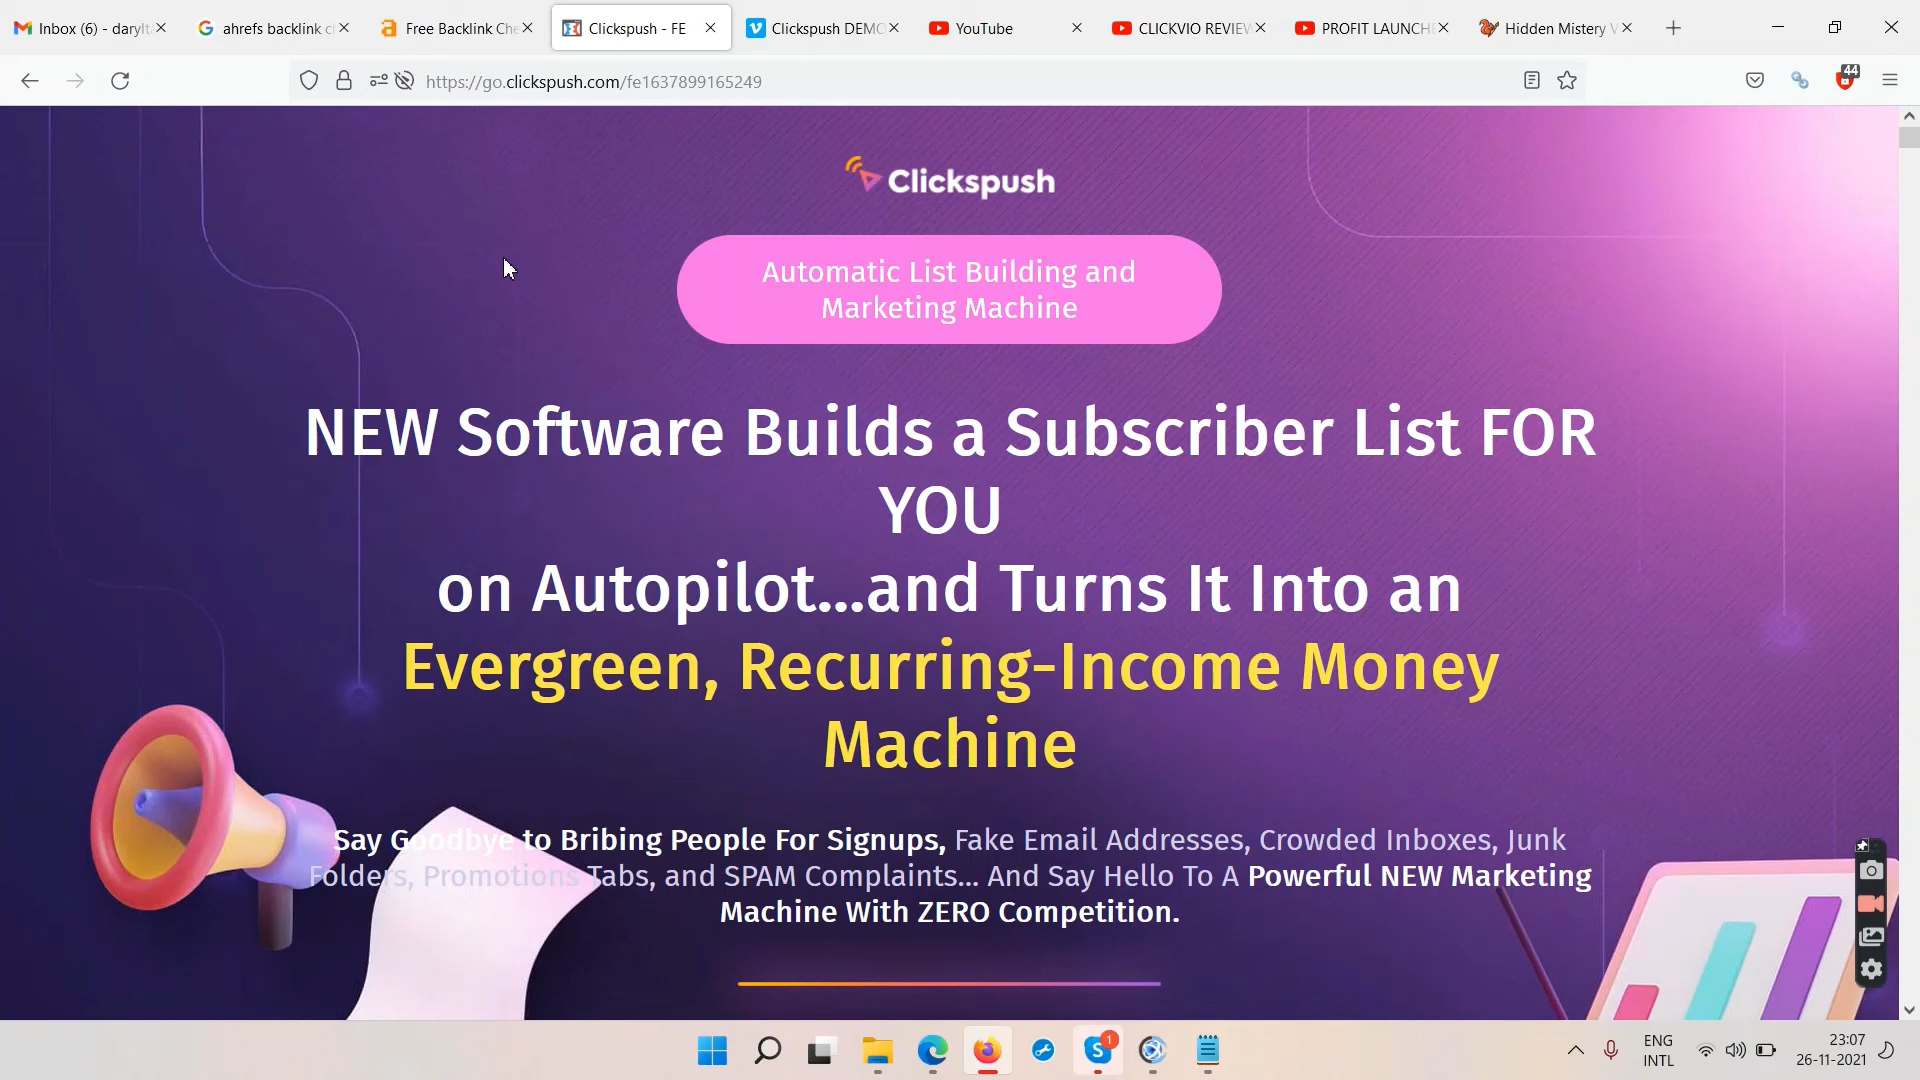 Inbox (6) - darylt
ahrefs backlink c
Free Backlink Che
Clickspush - FE
Clickspush DEMO
YouTube
CLICKVIO REVIEW
PROFIT LAUNCH
Hidden Mistery V
https://go.clickspush.com/fe1637899165249
44
Clickspush
Automatic List Building and
Marketing Machine
NEW Software Builds a Subscriber List FOR
YOU
on Autopilot...and Turns It Into an
Evergreen, Recurring-Income Money
Machine
Say Goodbye to Bribing People For Signups, Fake Email Addresses, Crowded Inboxes, Junk
Folders, Promotions Tabs, and SPAM Complaints... And Say Hello To A Powerful NEW Marketing
Machine With ZERO Competition.
1
ENG
INTL
23:07
26-11-2021